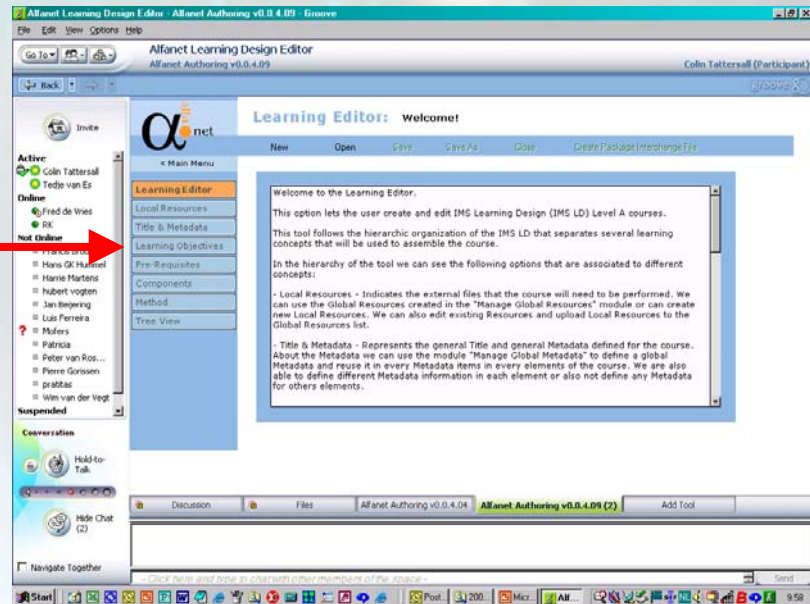 Alfanet Learning Design Editor - Alfanet Authoring v0.0.4.09 - Groove
File Edit View Options Help
Go To
Alfanet Learning Design Editor
Alfanet Authoring v0.0.4.09
Colin Tattersall (Participant)
Back
groove
Invite
α net
Learning Editor: Welcome!
New Open Save Save As Close Create Package Interchange File
< Main Menu
Active
Colin Tattersall
Tedje van Es
Online
Fred de Vries
RK
Not Online
Hans GK Hummel
Harrie Martens
hubert vogten
Jan Beijering
Luis Ferreira
Mofers
Patricia
Peter van Ros...
Pierre Gorissen
pratitas
Wim van der Vegt
Suspended
Learning Editor
Local Resources
Title & Metadata
Learning Objectives
Pre-Requisites
Components
Method
Tree View
Welcome to the Learning Editor.
This option lets the user create and edit IMS Learning Design (IMS LD) Level A courses.
This tool follows the hierarchic organization of the IMS LD that separates several learning
concepts that will be used to assemble the course.
In the hierarchy of the tool we can see the following options that are associated to different
concepts:
- Local Resources - Indicates the external files that the course will need to be performed. We
can use the Global Resources created in the "Manage Global Resources" module or can create
new Local Resources. We can also edit existing Resources and upload Local Resources to the
Global Resources list.
- Title & Metadata - Represents the general Title and general Metadata defined for the course.
About the Metadata we can use the module "Manage Global Metadata" to define a global
Metadata and reuse it in every Metadata items in every elements of the course. We are also
able to define different Metadata information in each element or also not define any Metadata
for others elements.
Conversation
Hold-to-
Talk
Hide Chat
(2)
Navigate Together
Discussion Files Alfanet Authoring v0.0.4.04 Alfanet Authoring v0.0.4.09 (2) Add Tool
- Click here and type to chat with other members of the space -
Send
Start
Post...
200...
Micr...
Alf...
9:58